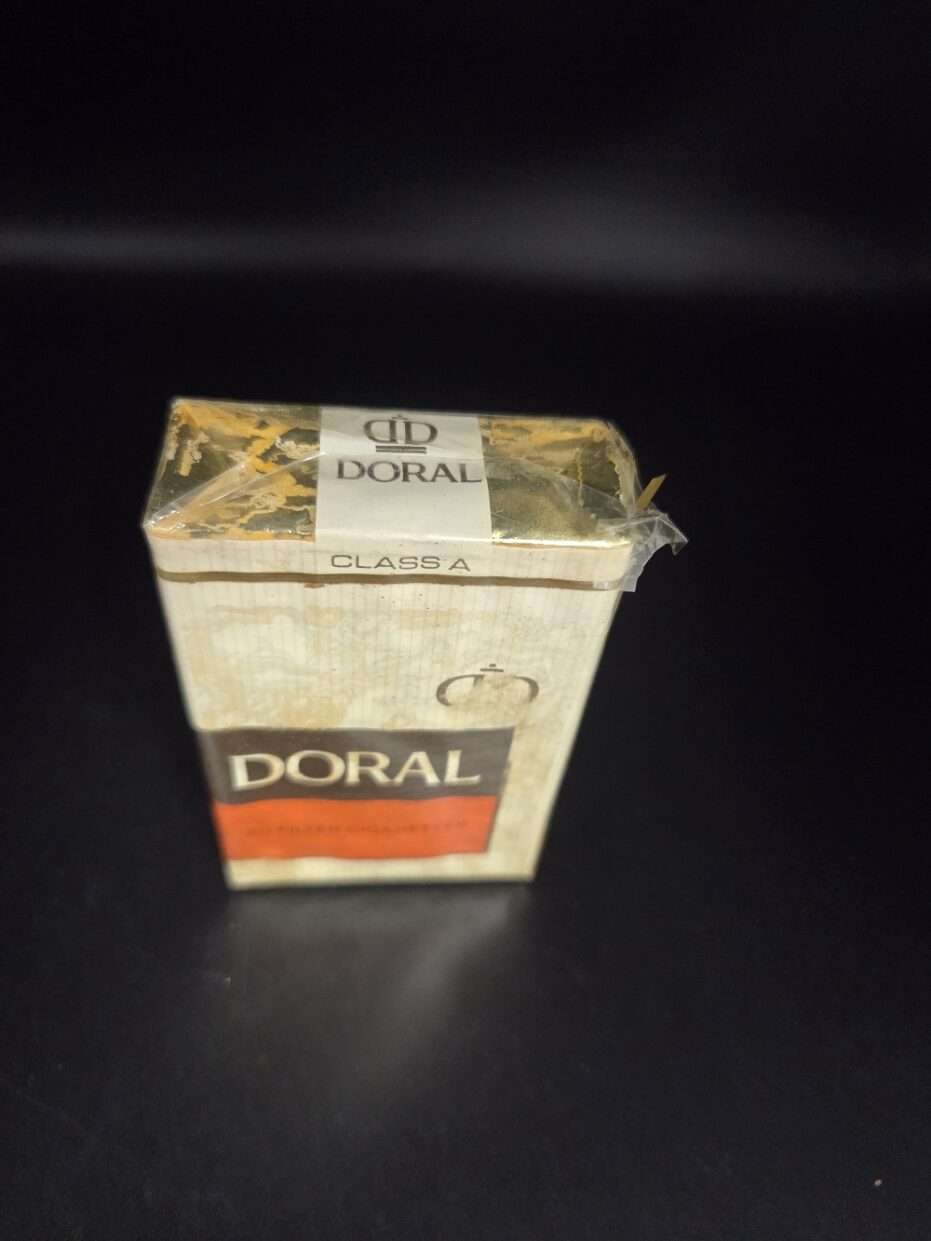 DORAL
CLASS A
DORAL
20 FILTER CIGARETTES